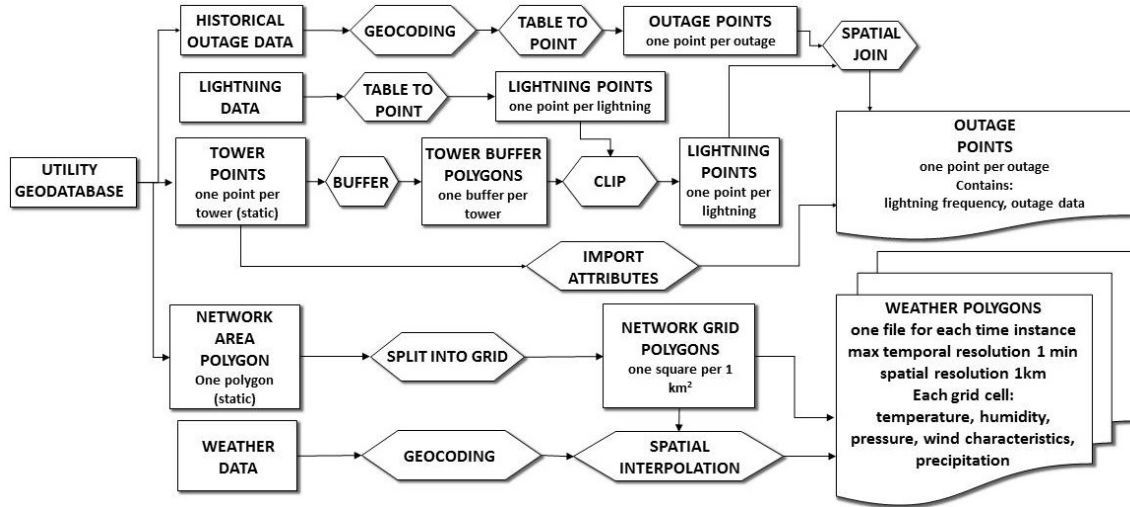 HISTORICAL
OUTAGE DATA
GEOCODING
TABLE TO
POINT
OUTAGE POINTS
one point per outage
SPATIAL
JOIN
LIGHTNING
DATA
TABLE TO
POINT
LIGHTNING POINTS
one point per lightning
UTILITY
GEODATABASE
TOWER
POINTS
one point per
tower (static)
BUFFER
TOWER BUFFER
POLYGONS
one buffer per
tower
CLIP
LIGHTNING
POINTS
one point per
lightning
OUTAGE
POINTS
one point per outage
Contains:
lightning frequency, outage data
IMPORT
ATTRIBUTES
NETWORK
AREA
POLYGON
One polygon
(static)
SPLIT INTO GRID
NETWORK GRID
POLYGONS
one square per 1
km²
WEATHER POLYGONS
one file for each time instance
max temporal resolution 1 min
spatial resolution 1km
Each grid cell:
temperature, humidity,
pressure, wind characteristics,
precipitation
WEATHER
DATA
GEOCODING
SPATIAL
INTERPOLATION